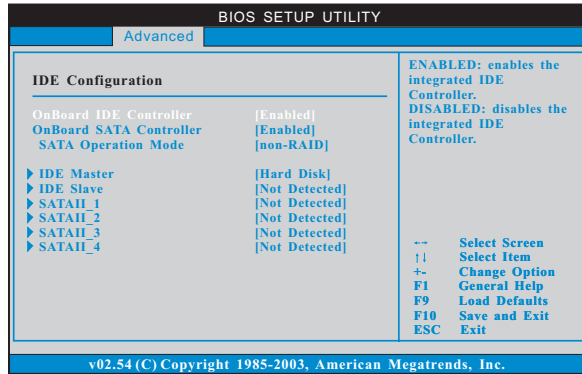 BIOS SETUP UTILITY
Advanced
IDE Configuration
OnBoard IDE Controller [Enabled]
OnBoard SATA Controller [Enabled]
SATA Operation Mode [non-RAID]
IDE Master [Hard Disk]
IDE Slave [Not Detected]
SATAII_1 [Not Detected]
SATAII_2 [Not Detected]
SATAII_3 [Not Detected]
SATAII_4 [Not Detected]
ENABLED: enables the
integrated IDE
Controller.
DISABLED: disables the
integrated IDE
Controller.
←→ Select Screen
↑↓ Select Item
+- Change Option
F1 General Help
F9 Load Defaults
F10 Save and Exit
ESC Exit
v02.54 (C) Copyright 1985-2003, American Megatrends, Inc.